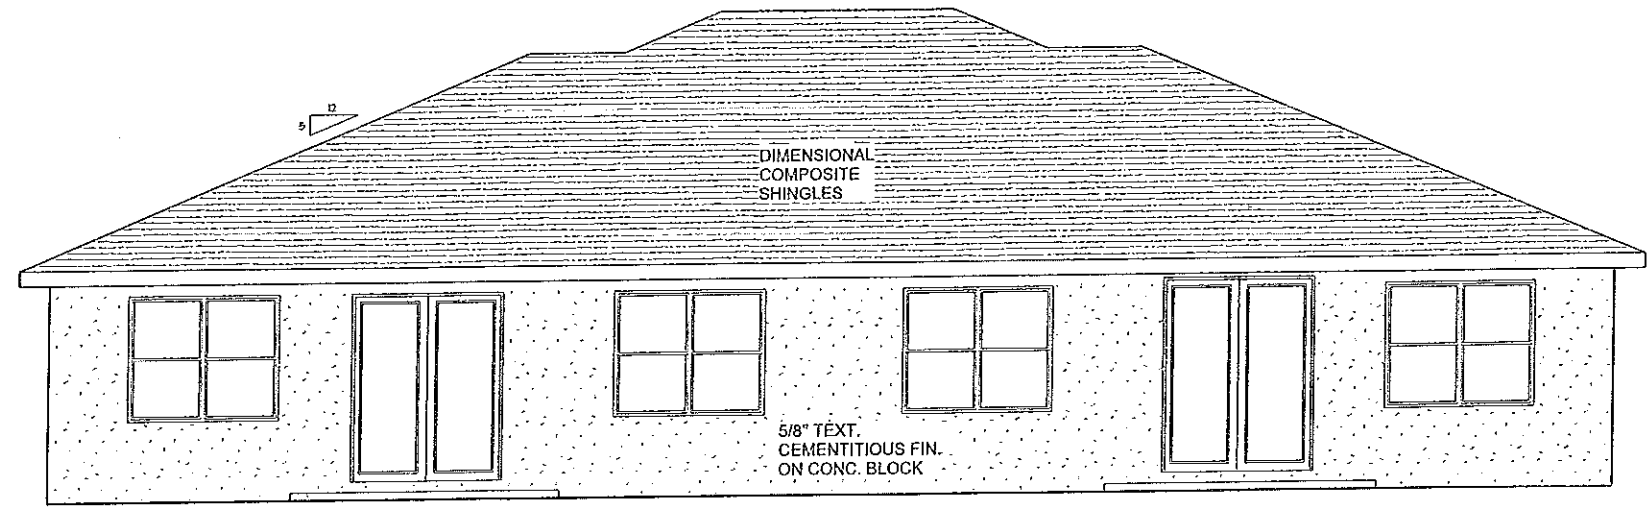 12
5
DIMENSIONAL
COMPOSITE
SHINGLES
5/8" TEXT.
CEMENTITIOUS FIN.
ON CONC. BLOCK